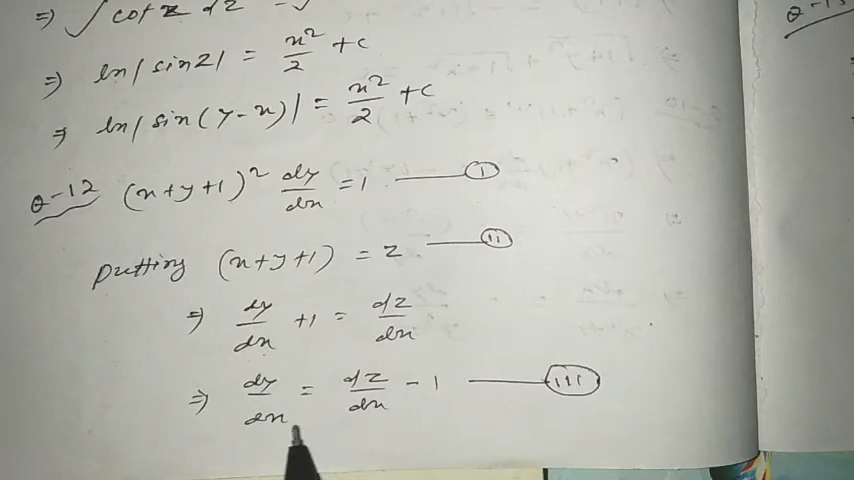 ⇒ ∫ cot z dz = ∫
⇒ ln|sin z| = x²/2 + c
⇒ ln|sin(y-x)| = x²/2 + c
Q-12 (x+y+1)² dy/dx = 1 —— (i)
Putting (x+y+1) = z —— (ii)
⇒ dy/dx + 1 = dz/dx
⇒ dy/dx = dz/dx - 1 —— (iii)